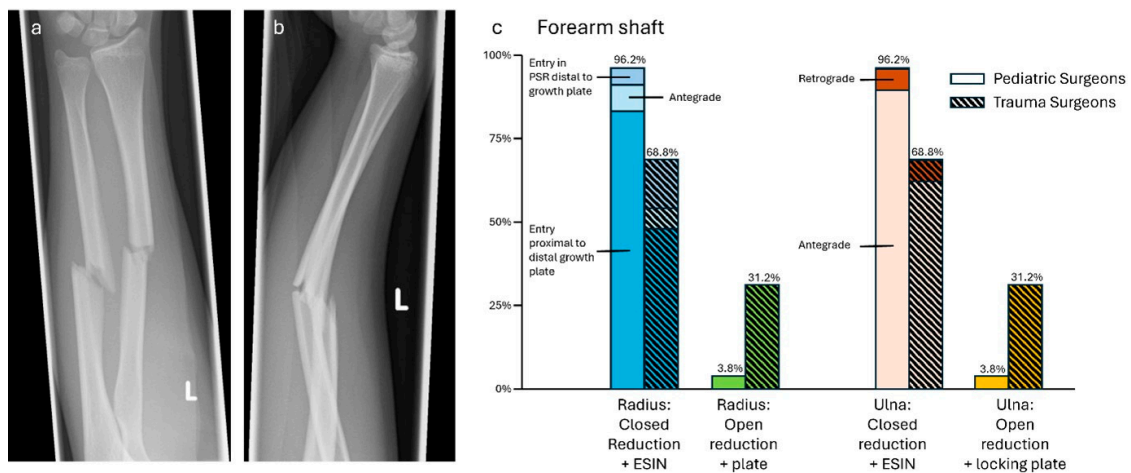 a
L
b
L
c Forearm shaft
100%
75%
50%
25%
0%
Entry in
PSR distal to
growth plate
Antegrade
Entry
proximal to
distal growth
plate
96.2%
68.8%
3.8%
31.2%
Retrograde
Antegrade
96.2%
68.8%
3.8%
31.2%
Pediatric Surgeons
Trauma Surgeons
Radius:
Closed
Reduction
+ ESIN
Radius:
Open
reduction
+ plate
Ulna:
Closed
reduction
+ ESIN
Ulna:
Open
reduction
+ locking plate